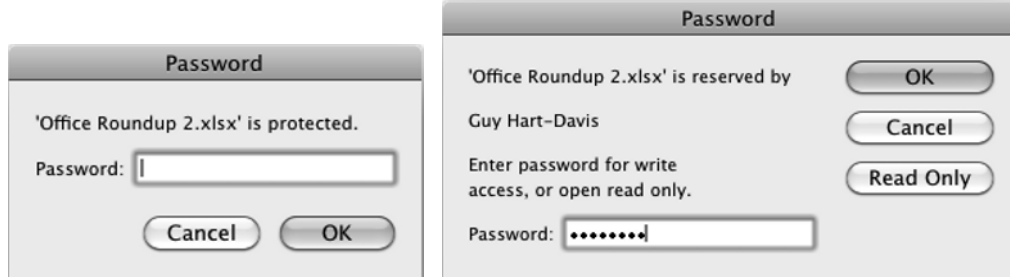 Password
'Office Roundup 2.xlsx' is protected.
Password:
Cancel
OK
Password
'Office Roundup 2.xlsx' is reserved by
OK
Guy Hart-Davis
Cancel
Enter password for write
access, or open read only.
Read Only
Password: ••••••••